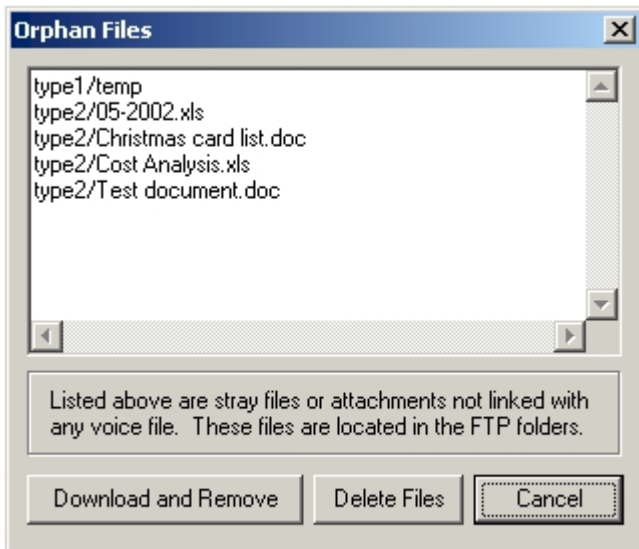 Orphan Files
type1/temp
type2/05-2002.xls
type2/Christmas card list.doc
type2/Cost Analysis.xls
type2/Test document.doc
Listed above are stray files or attachments not linked with
any voice file.  These files are located in the FTP folders.
Download and Remove
Delete Files
Cancel